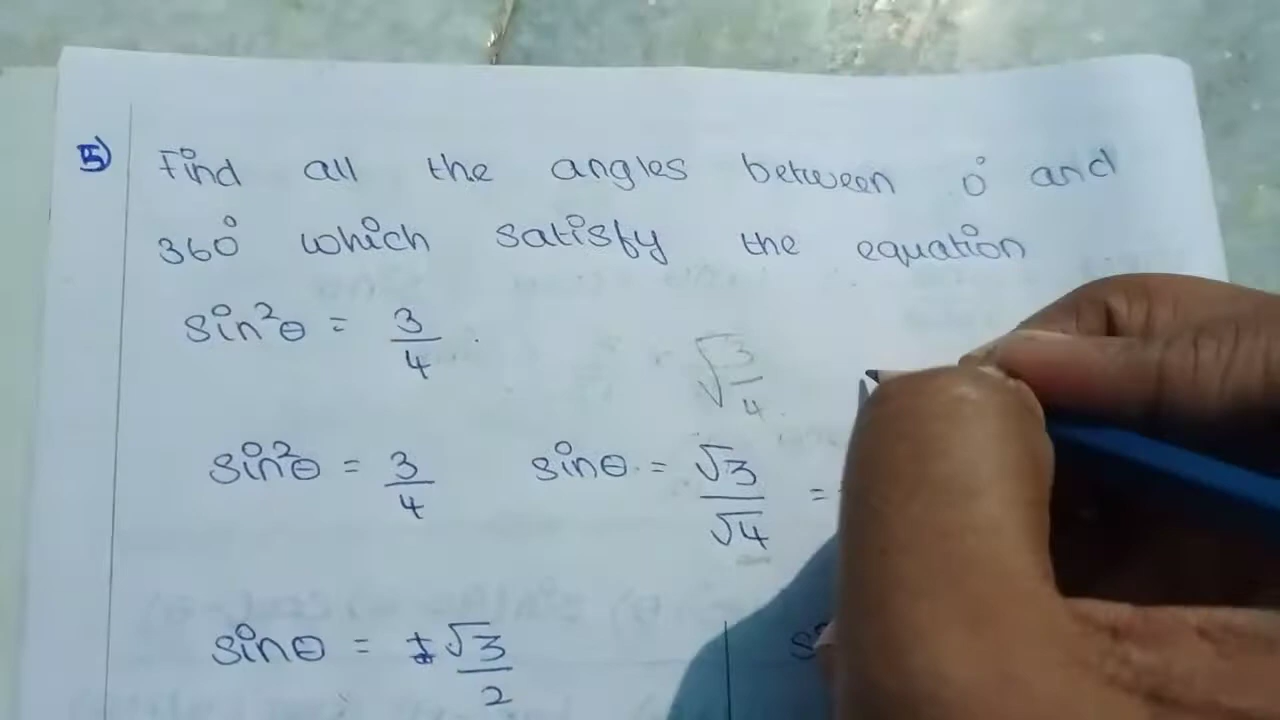 5) Find all the angles between 0° and
360° which satisfy the equation
sin²θ = 3/4
√3/4
sin²θ = 3/4 sinθ = √3/√4 =
sinθ = ±√3/2